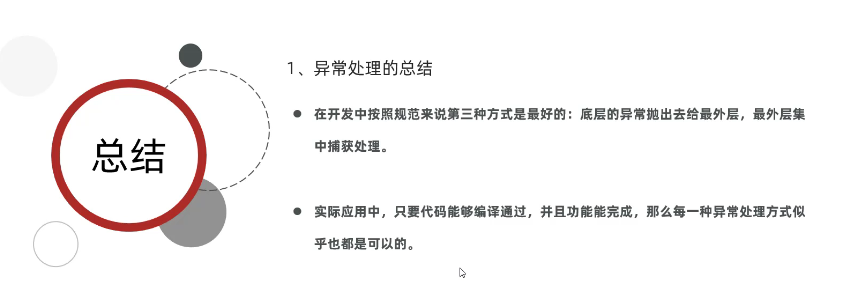 总结
1、异常处理的总结
在开发中按照规范来说第三种方式是最好的：底层的异常抛出去给最外层，最外层集
中捕获处理。
实际应用中，只要代码能够编译通过，并且功能能完成，那么每一种异常处理方式似
乎也都是可以的。